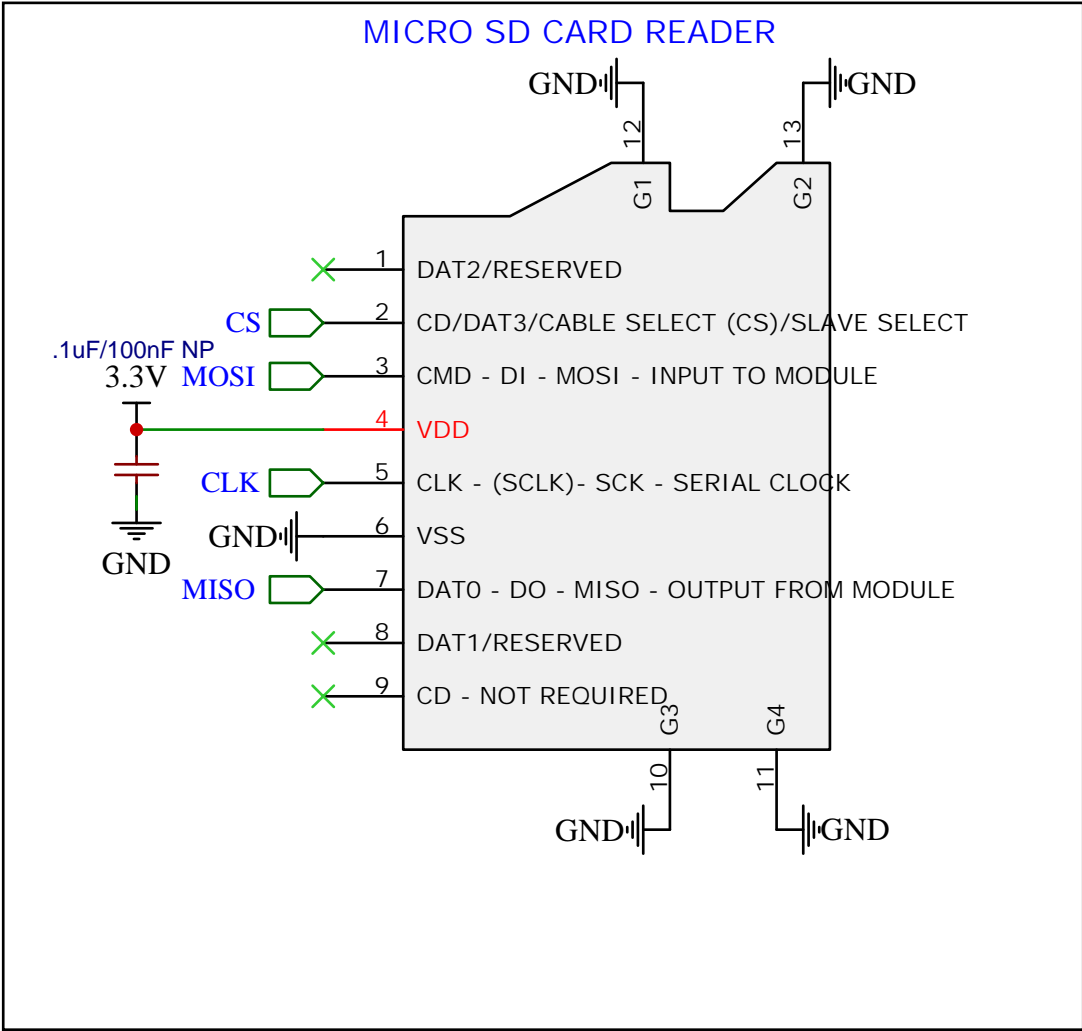 MICRO SD CARD READER
GND
GND
12
13
G1
G2
1
DAT2/RESERVED
CS
2
CD/DAT3/CABLE SELECT (CS)/SLAVE SELECT
.1uF/100nF NP
3.3V
MOSI
3
CMD - DI - MOSI - INPUT TO MODULE
4
VDD
CLK
5
CLK - (SCLK)- SCK - SERIAL CLOCK
GND
6
VSS
GND
MISO
7
DAT0 - DO - MISO - OUTPUT FROM MODULE
8
DAT1/RESERVED
9
CD - NOT REQUIRED
G3
G4
10
11
GND
GND